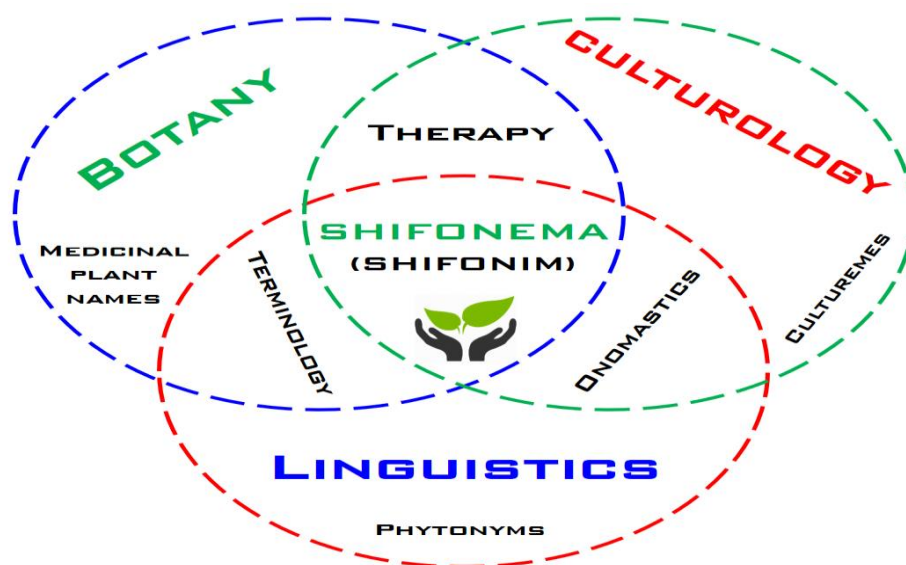 BOTANY
CULTUROLOGY
THERAPY
SHIFONEMA
(SHIFONIM)
MEDICINAL
PLANT
NAMES
TERMINOLOGY
ONOMASTICS
CULTUREMES
LINGUISTICS
PHYTONYMS